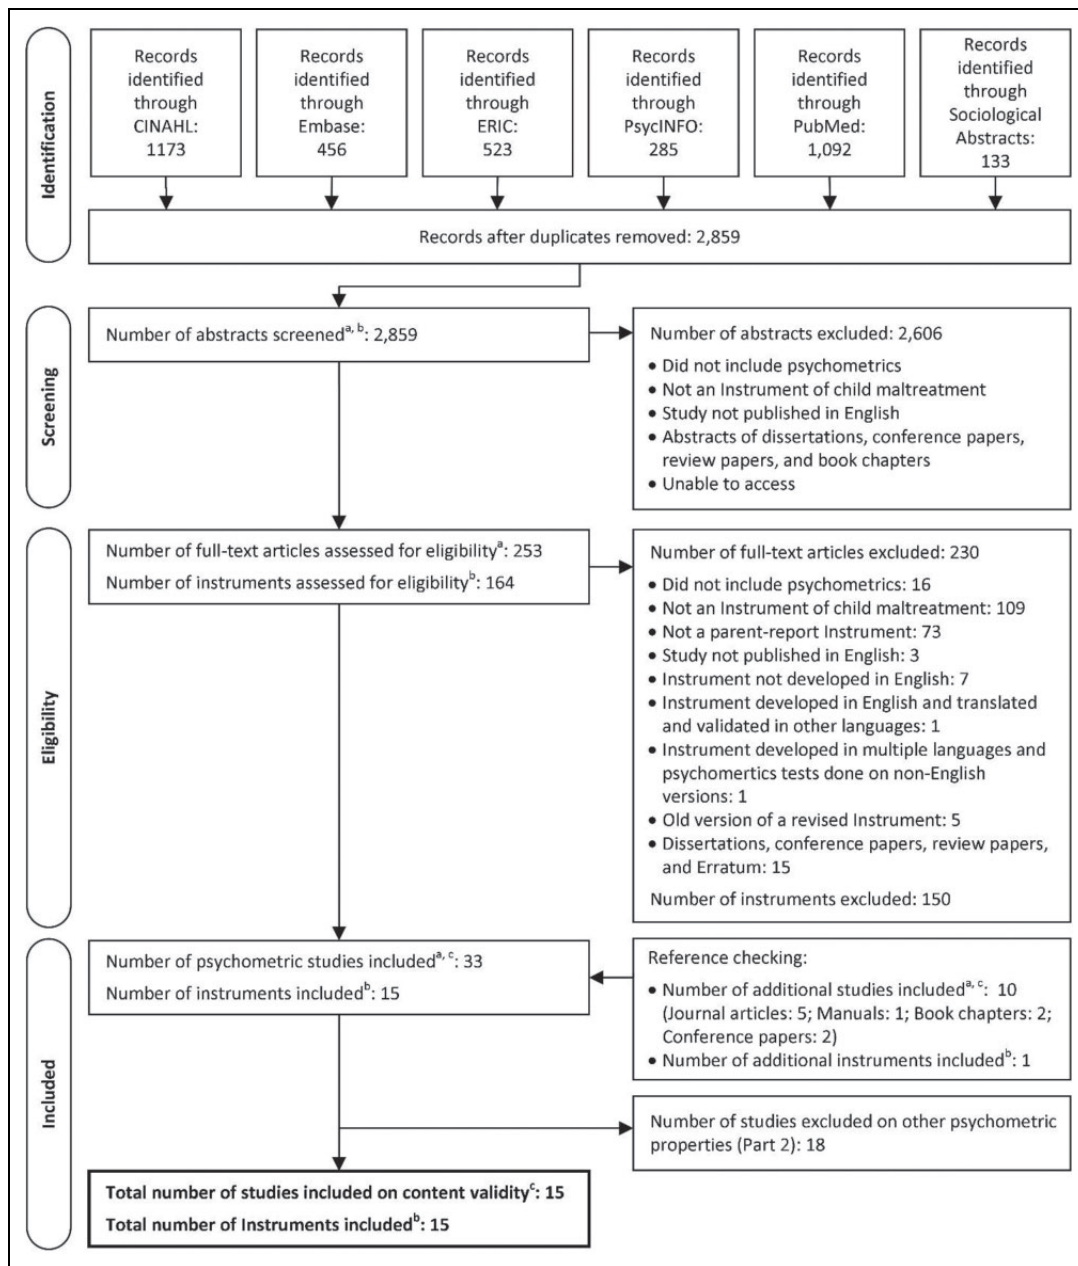 Identification
Records
identified
through
CINAHL:
1173
Records
identified
through
Embase:
456
Records
identified
through
ERIC:
523
Records
identified
through
PsycINFO:
285
Records
identified
through
PubMed:
1,092
Records
identified
through
Sociological
Abstracts:
133
Records after duplicates removed: 2,859
Screening
Number of abstracts screened^a, b: 2,859
Number of abstracts excluded: 2,606
• Did not include psychometrics
• Not an Instrument of child maltreatment
• Study not published in English
• Abstracts of dissertations, conference papers,
review papers, and book chapters
• Unable to access
Eligibility
Number of full-text articles assessed for eligibility^a: 253
Number of instruments assessed for eligibility^b: 164
Number of full-text articles excluded: 230
• Did not include psychometrics: 16
• Not an Instrument of child maltreatment: 109
• Not a parent-report Instrument: 73
• Study not published in English: 3
• Instrument not developed in English: 7
• Instrument developed in English and translated
and validated in other languages: 1
• Instrument developed in multiple languages and
psychomertics tests done on non-English
versions: 1
• Old version of a revised Instrument: 5
• Dissertations, conference papers, review papers,
and Erratum: 15
Number of instruments excluded: 150
Included
Number of psychometric studies included^a, c: 33
Number of instruments included^b: 15
Reference checking:
• Number of additional studies included^a, c: 10
(Journal articles: 5; Manuals: 1; Book chapters: 2;
Conference papers: 2)
• Number of additional instruments included^b: 1
Number of studies excluded on other psychometric
properties (Part 2): 18
Total number of studies included on content validity^c: 15
Total number of Instruments included^b: 15